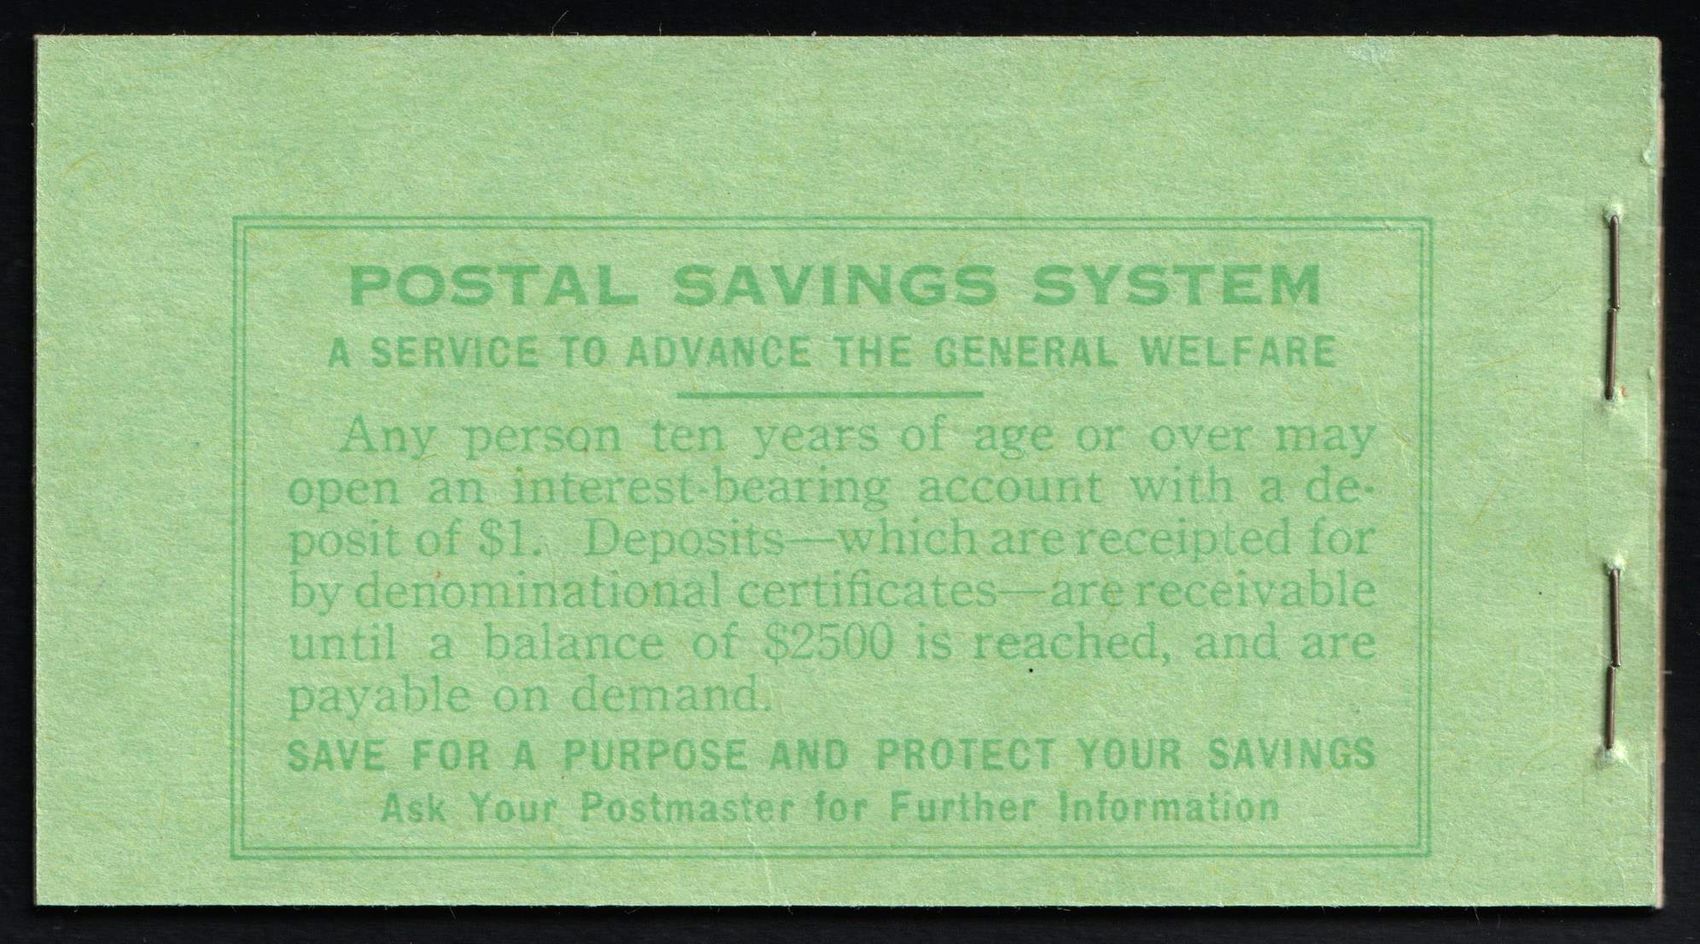 POSTAL SAVINGS SYSTEM
A SERVICE TO ADVANCE THE GENERAL WELFARE
Any person ten years of age or over may
open an interest-bearing account with a de-
posit of $1. Deposits—which are receipted for
by denominational certificates—are receivable
until a balance of $2500 is reached, and are
payable on demand.
SAVE FOR A PURPOSE AND PROTECT YOUR SAVINGS
Ask Your Postmaster for Further Information